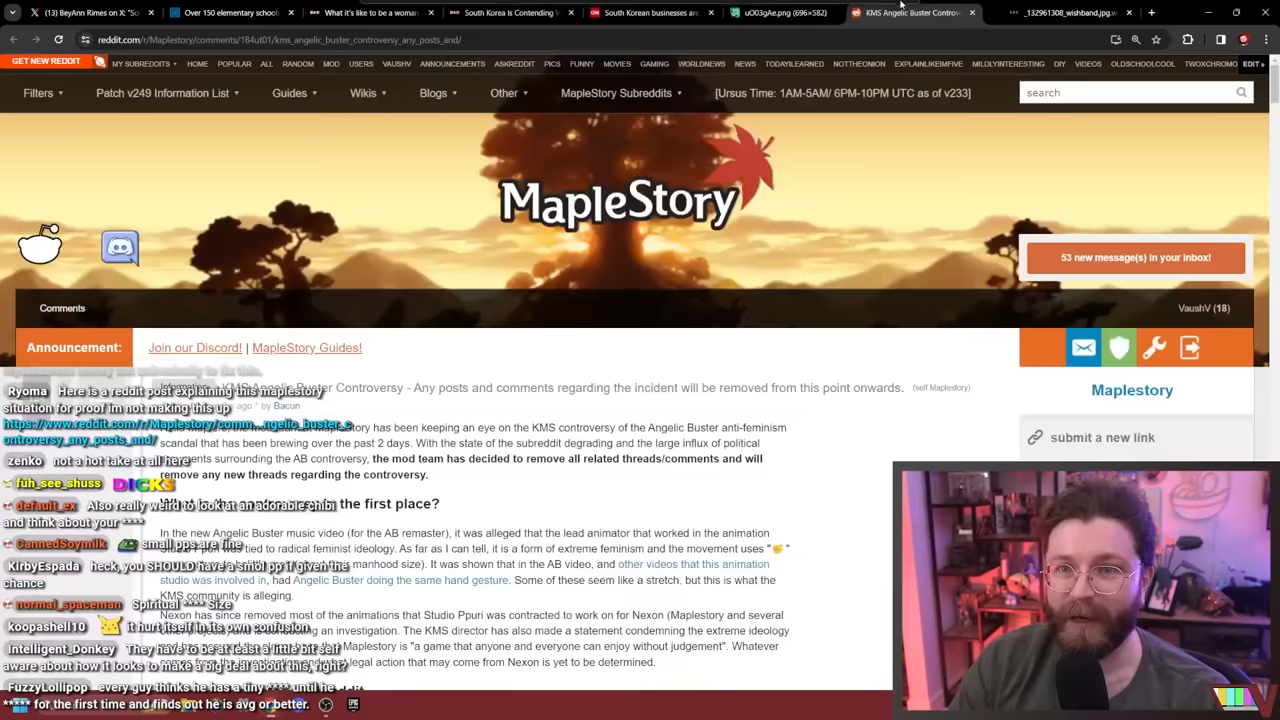 (13) BeyAnn Rimes on X: "Sor
Over 150 elementary school
What it's like to be a woma
South Korea is Contending V
South Korean businesses are
uO03gAe.png (696×582)
KMS Angelic Buster Controv
_132961308_wishband.jpg.w
reddit.com/r/Maplestory/comments/184ut01/kms_angelic_buster_controversy_any_posts_and/
GET NEW REDDIT MY SUBREDDITS HOME POPULAR ALL RANDOM MOD USERS VAUSHV ANNOUNCEMENTS ASKREDDIT PICS FUNNY MOVIES GAMING WORLDNEWS NEWS TODAYILEARNED NOTTHEONION EXPLAINLIKEIMFIVE MILDLYINTERESTING DIY VIDEOS OLDSCHOOLCOOL TWOXCHROMO EDIT »
Filters Patch v249 Information List Guides Wikis Blogs Other MapleStory Subreddits [Ursus Time: 1AM-5AM/ 6PM-10PM UTC as of v233] search
MapleStory
53 new message(s) in your inbox!
Comments VaushV (18)
Announcement: Join our Discord! | MapleStory Guides!
Maplestory
submit a new link
Controversy - Any posts and comments regarding the incident will be removed from this point onwards. (self.Maplestory)
ago * by Bacun
has been keeping an eye on the KMS controversy of the Angelic Buster anti-feminism
scandal that has been brewing over the past 2 days. With the state of the subreddit degrading and the large influx of political
surrounding the AB controversy, the mod team has decided to remove all related threads/comments and will
remove any new threads regarding the controversy.
the first place?
In the new Angelic Buster music video (for the AB remaster), it was alleged that the lead animator that worked in the animation
was tied to radical feminist ideology. As far as I can tell, it is a form of extreme feminism and the movement uses "🤏"
manhood size). It was shown that in the AB video, and other videos that this animation
studio was involved in, had Angelic Buster doing the same hand gesture. Some of these seem like a stretch, but this is what the
KMS community is alleging.
Nexon has since removed most of the animations that Studio Ppuri was contracted to work on for Nexon (Maplestory and several
investigation. The KMS director has also made a statement condemning the extreme ideology
Maplestory is "a game that anyone and everyone can enjoy without judgement". Whatever
legal action that may come from Nexon is yet to be determined.
Ryoma Here is a reddit post explaining this maplestory
situation for proof im not making this up
https://www.reddit.com/r/Maplestory/comm...ngelic_buster_c
ontroversy_any_posts_and/
zenko not a hot take at all here
fuh_see_shuss DICKS
default_ex Also really weird to look at an adorable chibi
and think about your ****
CannedSoymilk small pps are fine
KirbyEspada heck, you SHOULD have a smol pp if given the
chance
normal_spaceman Spiritual **** Size
koopashell10 it hurt itself in its own confusion
Intelligent_Donkey They have to be at least a little bit self
aware about how it looks to make a big deal about this, right?
FuzzyLollipop every guy thinks he has a tiny **** until he
***** for the first time and finds out he is avg or better.